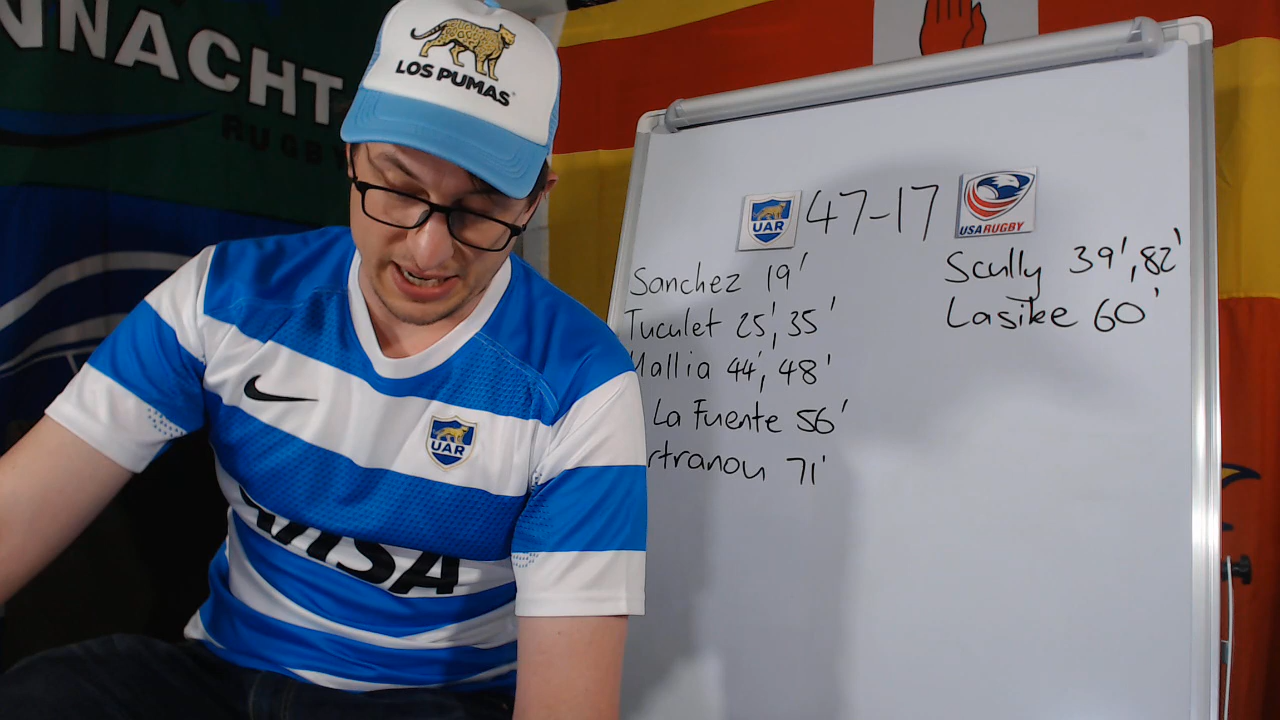 NNACHT
RUGBY
LOS PUMAS
UAR
VISA
UAR 47-17 USA RUGBY
Sanchez 19'
Tuculet 25', 35'
Mallia 44', 48'
La Fuente 56'
rtranou 71'
Scully 39', 82'
Lasike 60'